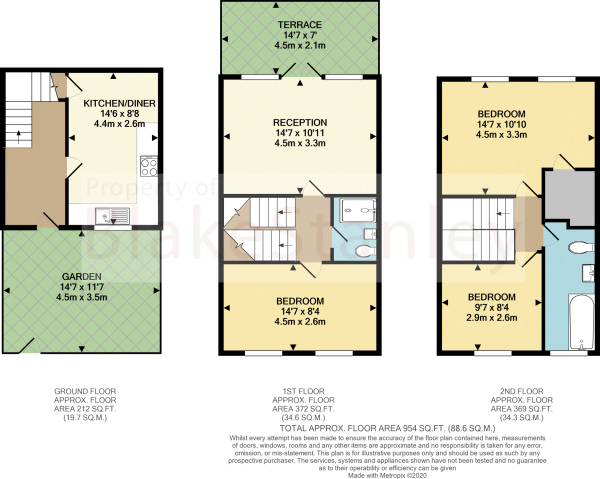 TERRACE
14'7 x 7'
4.5m x 2.1m
KITCHEN/DINER
14'6 x 8'8
4.4m x 2.6m
RECEPTION
14'7 x 10'11
4.5m x 3.3m
BEDROOM
14'7 x 10'10
4.5m x 3.3m
Property of
BlakeStanley
GARDEN
14'7 x 11'7
4.5m x 3.5m
BEDROOM
14'7 x 8'4
4.5m x 2.6m
BEDROOM
9'7 x 8'4
2.9m x 2.6m
GROUND FLOOR
APPROX. FLOOR
AREA 212 SQ.FT.
(19.7 SQ.M.)
1ST FLOOR
APPROX. FLOOR
AREA 372 SQ.FT.
(34.6 SQ.M.)
2ND FLOOR
APPROX. FLOOR
AREA 369 SQ.FT.
(34.3 SQ.M.)
TOTAL APPROX. FLOOR AREA 954 SQ.FT. (88.6 SQ.M.)
Whilst every attempt has been made to ensure the accuracy of the floor plan contained here, measurements
of doors, windows, rooms and any other items are approximate and no responsibility is taken for any error,
omission, or mis-statement. This plan is for illustrative purposes only and should be used as such by any
prospective purchaser. The services, systems and appliances shown have not been tested and no guarantee
as to their operability or efficiency can be given
Made with Metropix ©2020